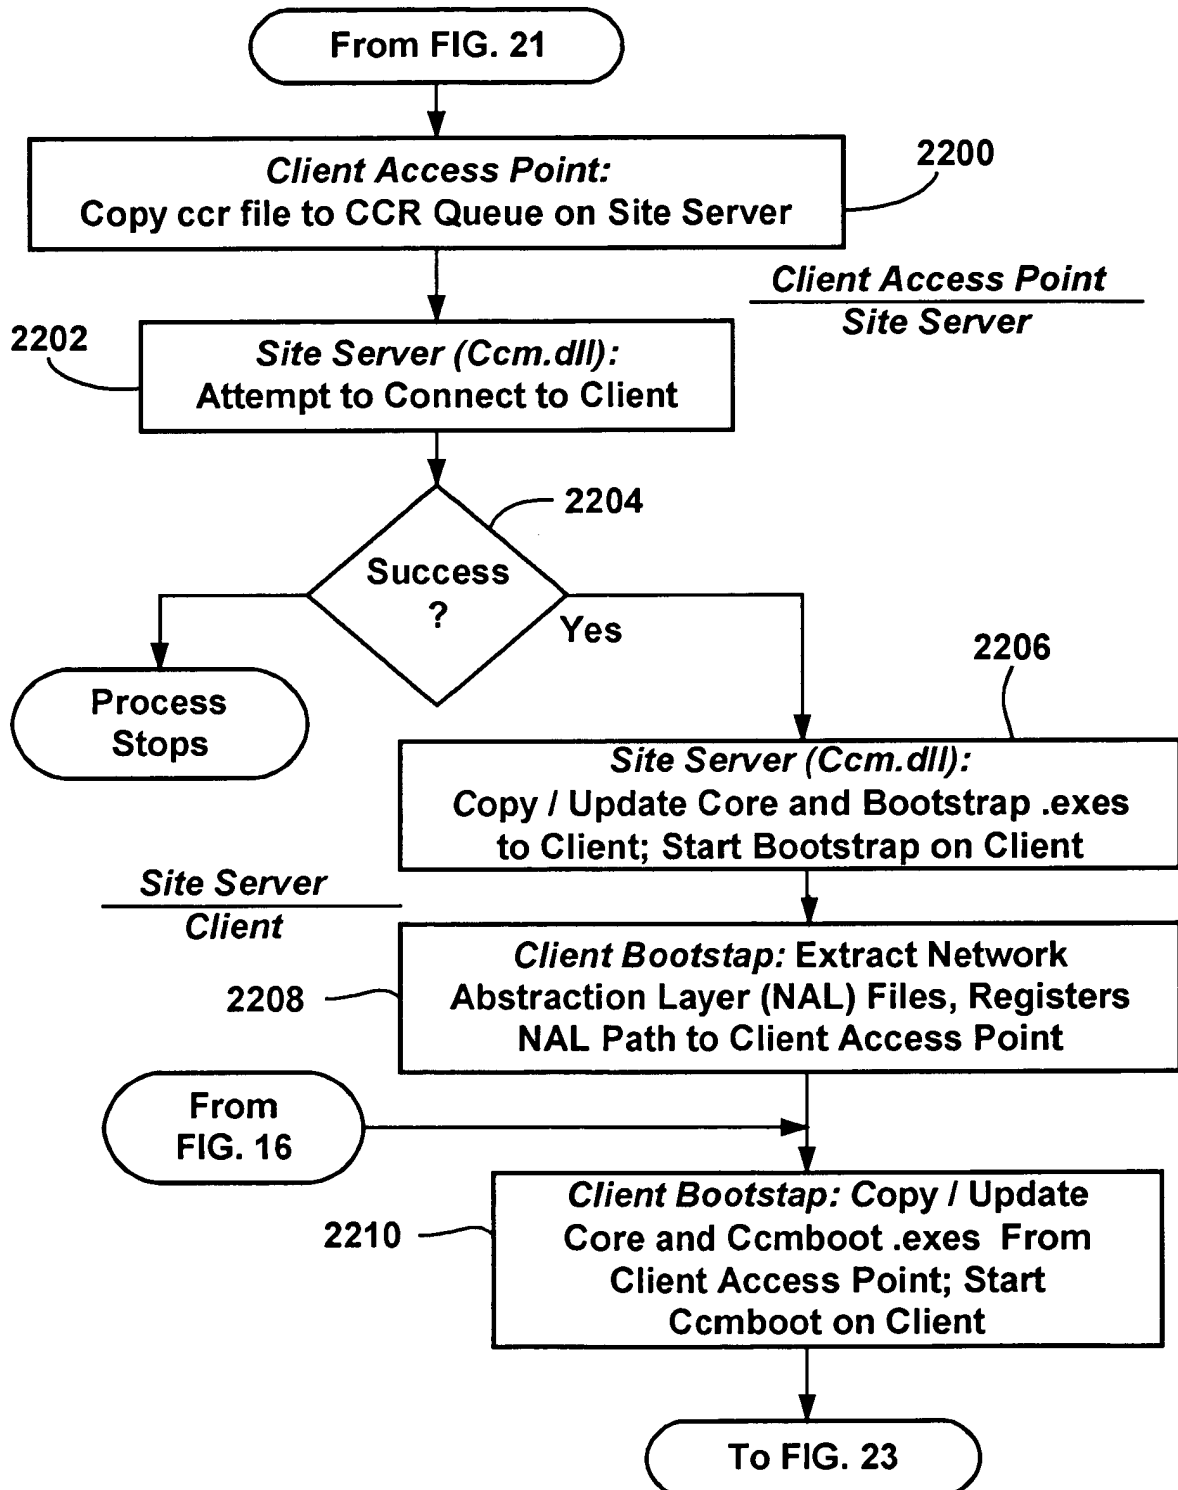 From FIG. 21
2200
Client Access Point:
Copy ccr file to CCR Queue on Site Server
Client Access Point
Site Server
2202
Site Server (Ccm.dll):
Attempt to Connect to Client
2204
Success
?
Yes
Process
Stops
2206
Site Server (Ccm.dll):
Copy / Update Core and Bootstrap .exes
to Client; Start Bootstrap on Client
Site Server
Client
2208
Client Bootstap: Extract Network
Abstraction Layer (NAL) Files, Registers
NAL Path to Client Access Point
From
FIG. 16
2210
Client Bootstap: Copy / Update
Core and Ccmboot .exes From
Client Access Point; Start
Ccmboot on Client
To FIG. 23